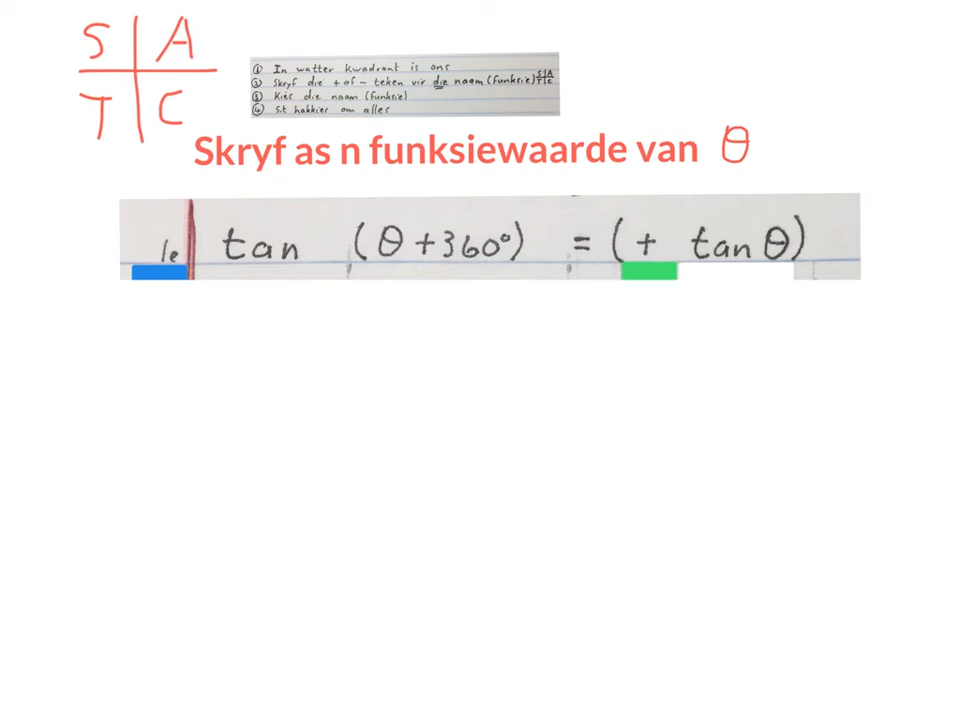 S A
T C
① In watter kwadrant is ons
② Skryf die + of - teken vir die naam (funksie) S A T C
③ Kies die naam (funksie)
④ Sit hakkies om alles
Skryf as n funksiewaarde van θ
1e tan (θ + 360°) = (+ tan θ)